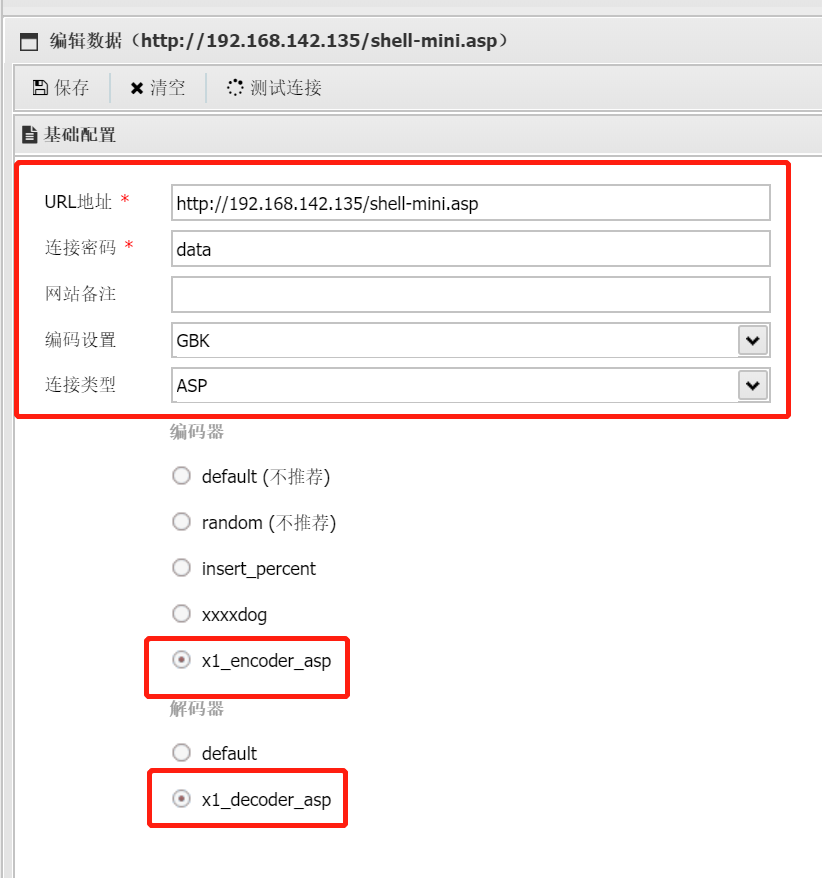 编辑数据（http://192.168.142.135/shell-mini.asp）
保存 清空 测试连接
基础配置
URL地址 * http://192.168.142.135/shell-mini.asp
连接密码 * data
网站备注
编码设置 GBK
连接类型 ASP
编码器
default (不推荐)
random (不推荐)
insert_percent
xxxxdog
x1_encoder_asp
解码器
default
x1_decoder_asp